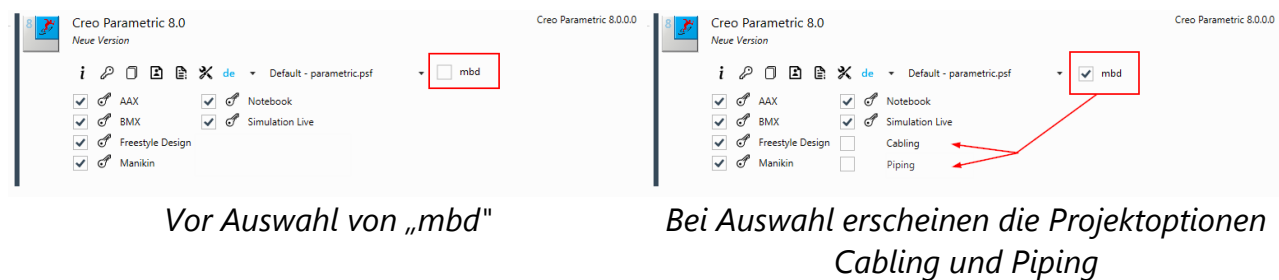 8 Creo Parametric 8.0 Creo Parametric 8.0.0.0
Neue Version
i de Default - parametric.psf mbd
AAX Notebook
BMX Simulation Live
Freestyle Design
Manikin
Vor Auswahl von „mbd"
8 Creo Parametric 8.0 Creo Parametric 8.0.0.0
Neue Version
i de Default - parametric.psf mbd
AAX Notebook
BMX Simulation Live
Freestyle Design Cabling
Manikin Piping
Bei Auswahl erscheinen die Projektoptionen
Cabling und Piping